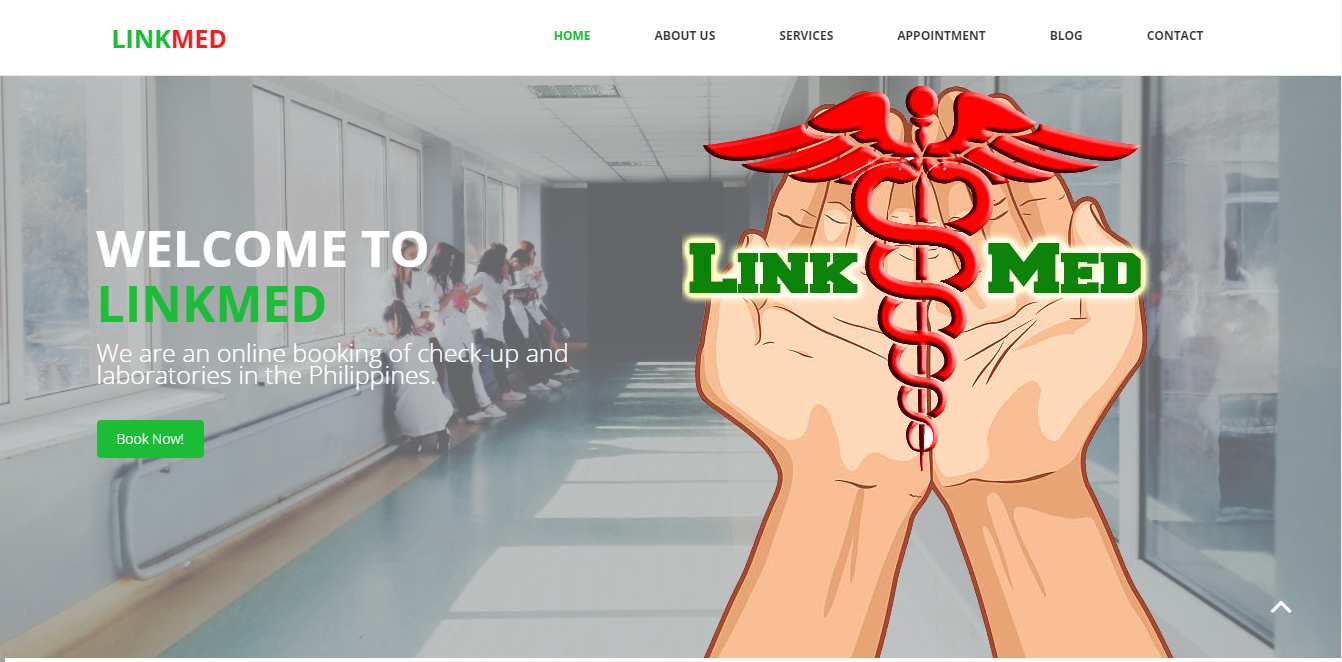 LINKMED
HOME
ABOUT US
SERVICES
APPOINTMENT
BLOG
CONTACT
WELCOME TO
LINKMED
We are an online booking of check-up and
laboratories in the Philippines.
Book Now!
LINK MED